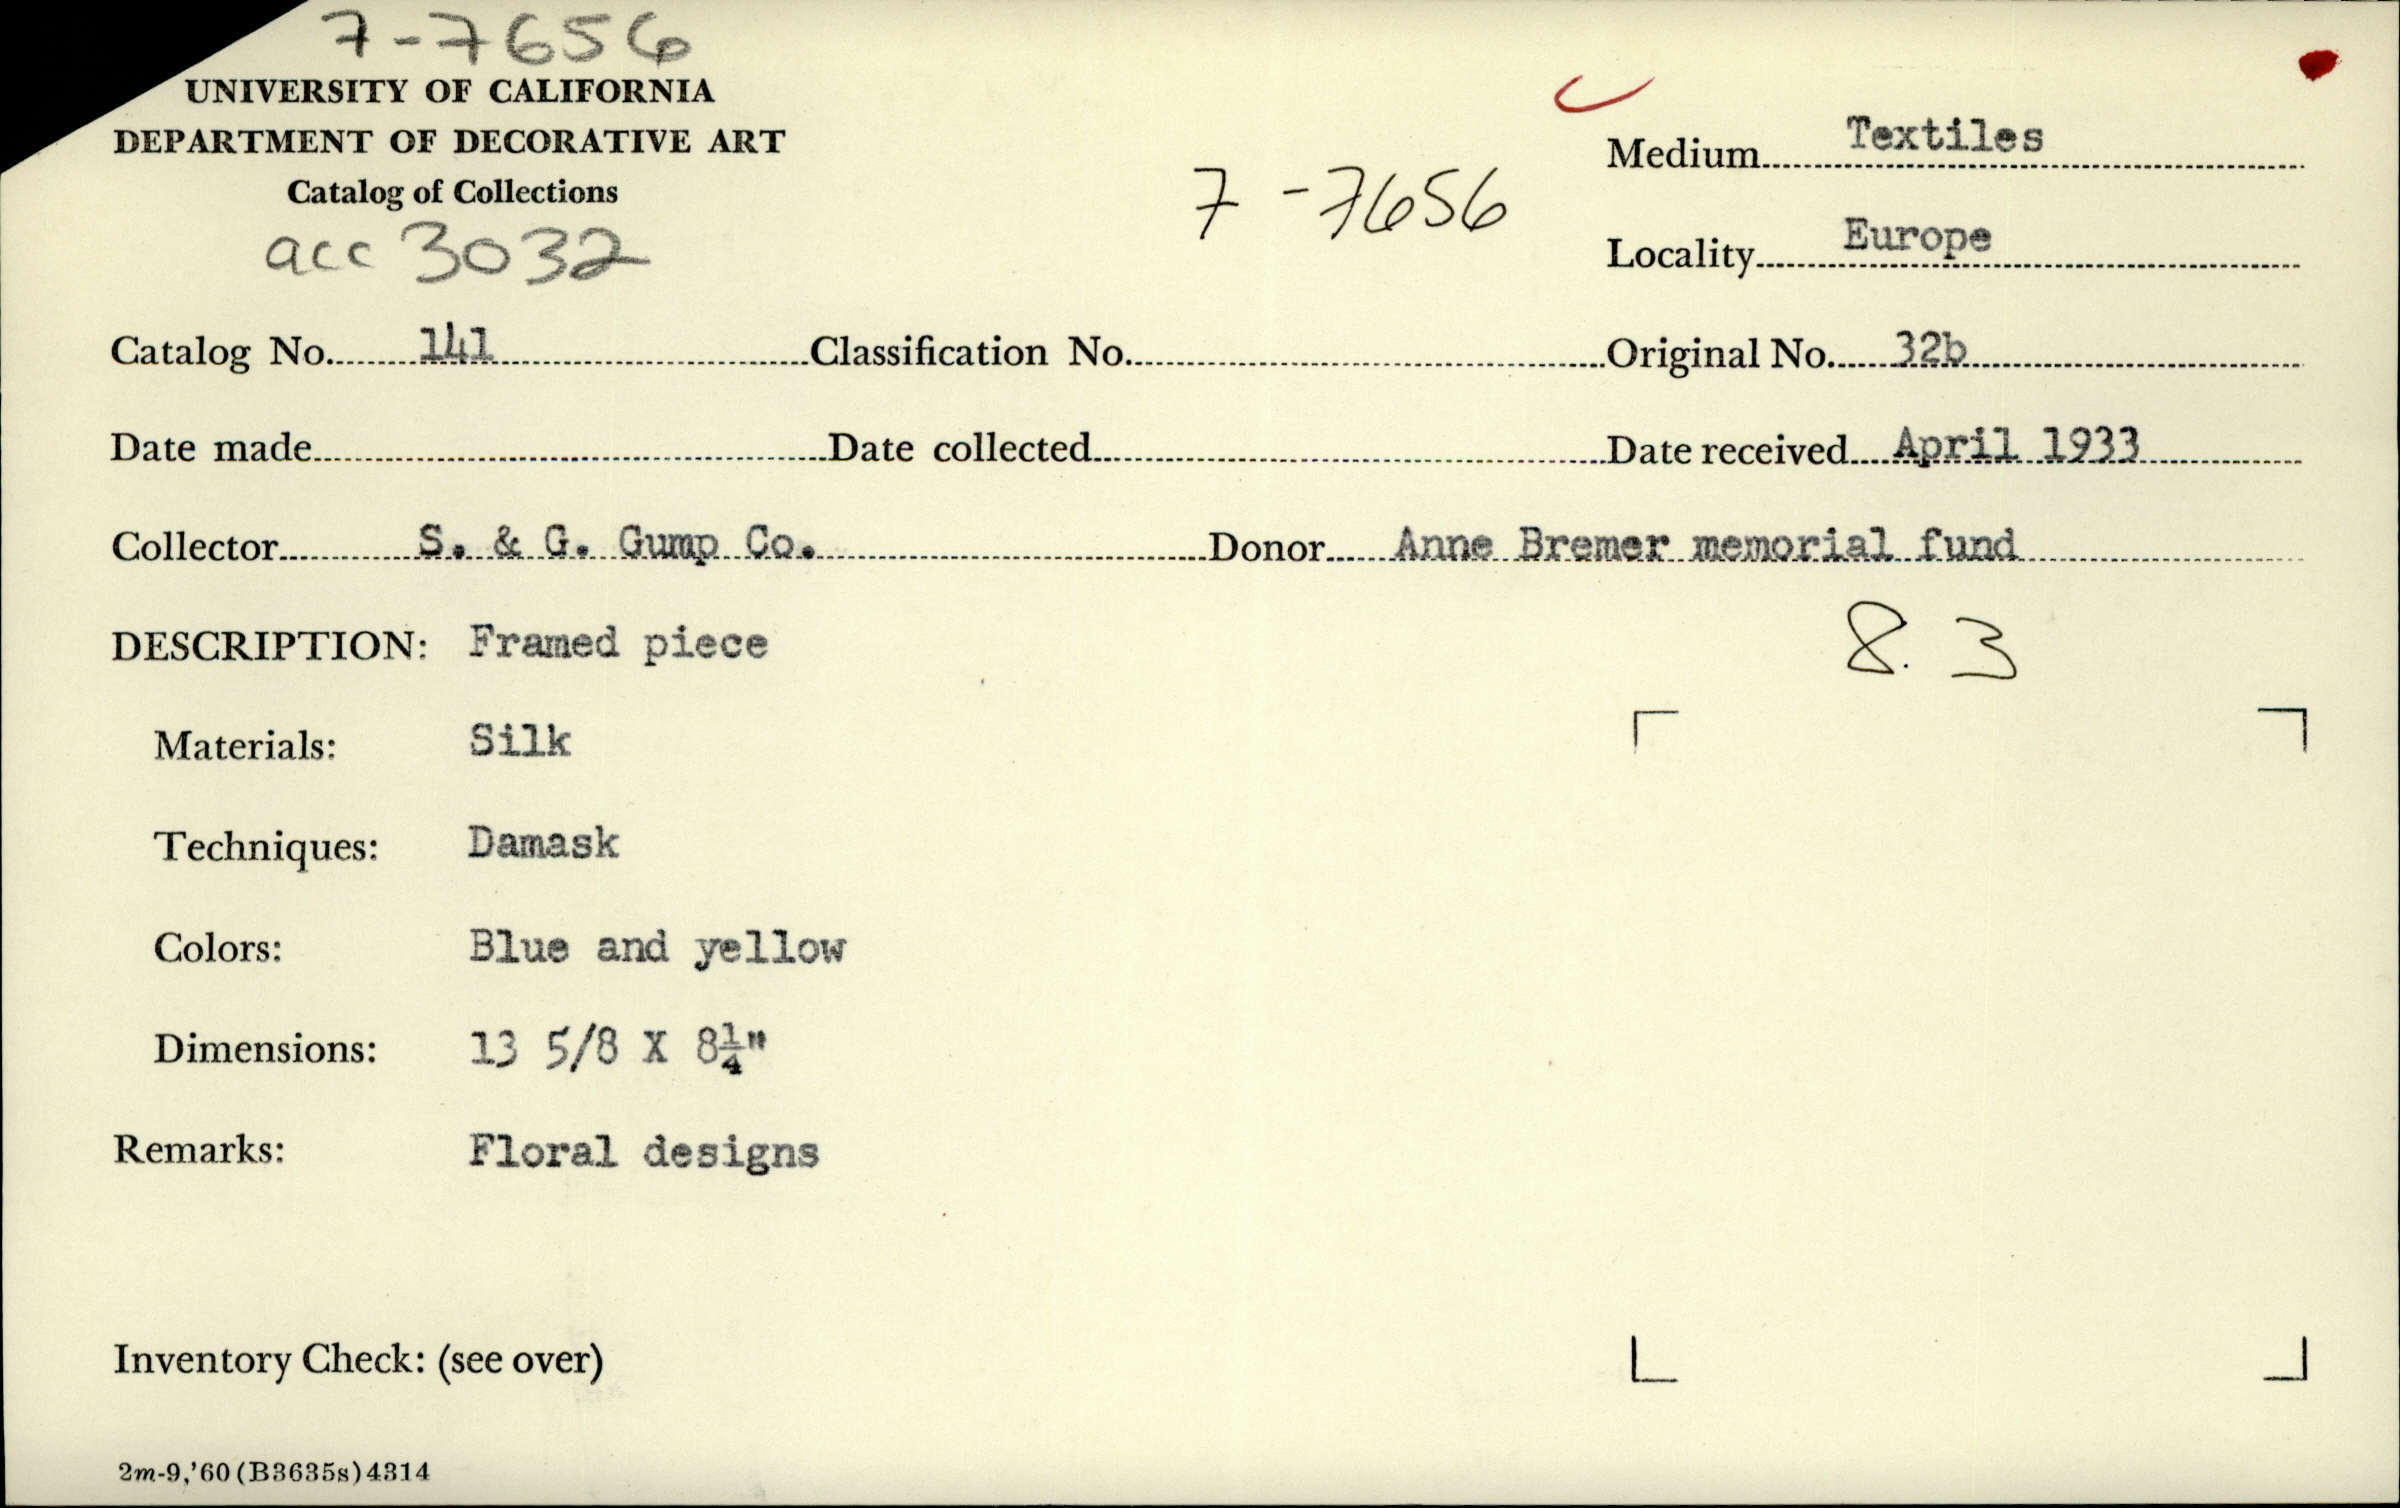 7-7656
UNIVERSITY OF CALIFORNIA
DEPARTMENT OF DECORATIVE ART
Catalog of Collections
acc 3032
7-7656
Medium Textiles
Locality Europe
Catalog No. 141 Classification No. Original No. 32b
Date made Date collected Date received April 1933
Collector S. & G. Gump Co. Donor Anne Bremer memorial fund
8.3
DESCRIPTION: Framed piece
Materials: Silk
Techniques: Damask
Colors: Blue and yellow
Dimensions: 13 5/8 X 8¼"
Remarks: Floral designs
Inventory Check: (see over)
2m-9,'60(B3635s)4314